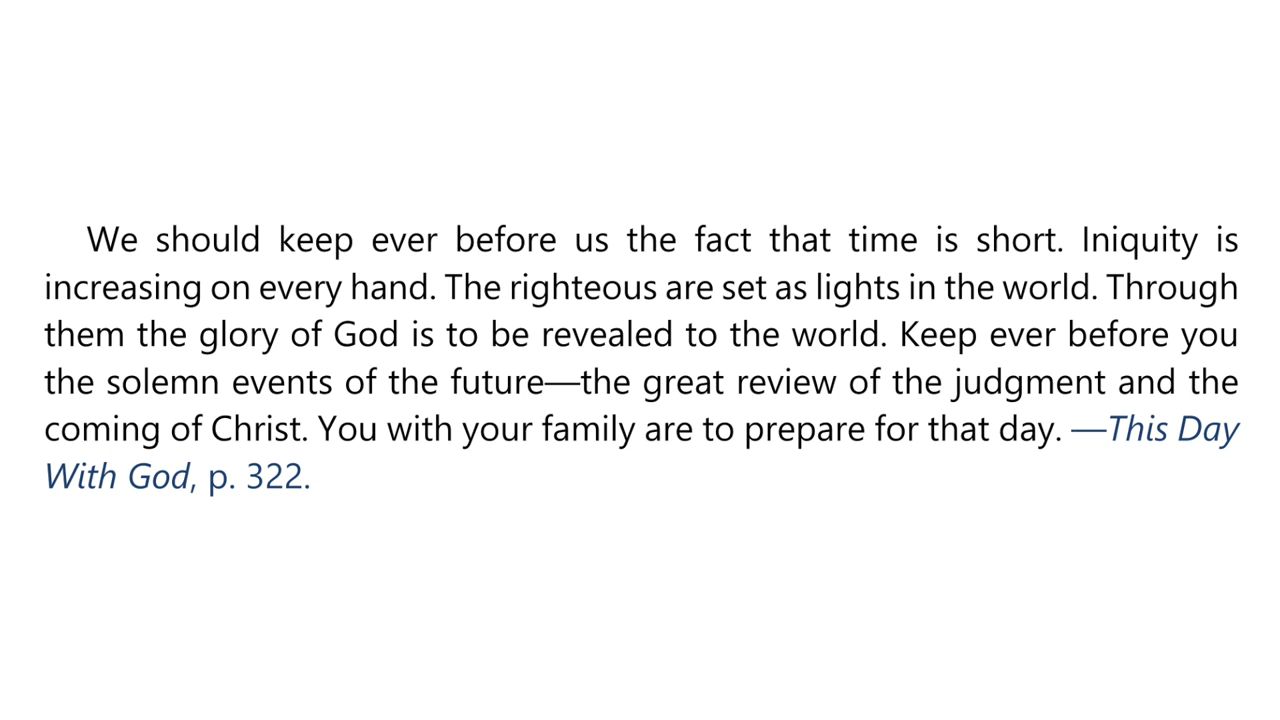 We should keep ever before us the fact that time is short. Iniquity is
increasing on every hand. The righteous are set as lights in the world. Through
them the glory of God is to be revealed to the world. Keep ever before you
the solemn events of the future—the great review of the judgment and the
coming of Christ. You with your family are to prepare for that day. —This Day
With God, p. 322.